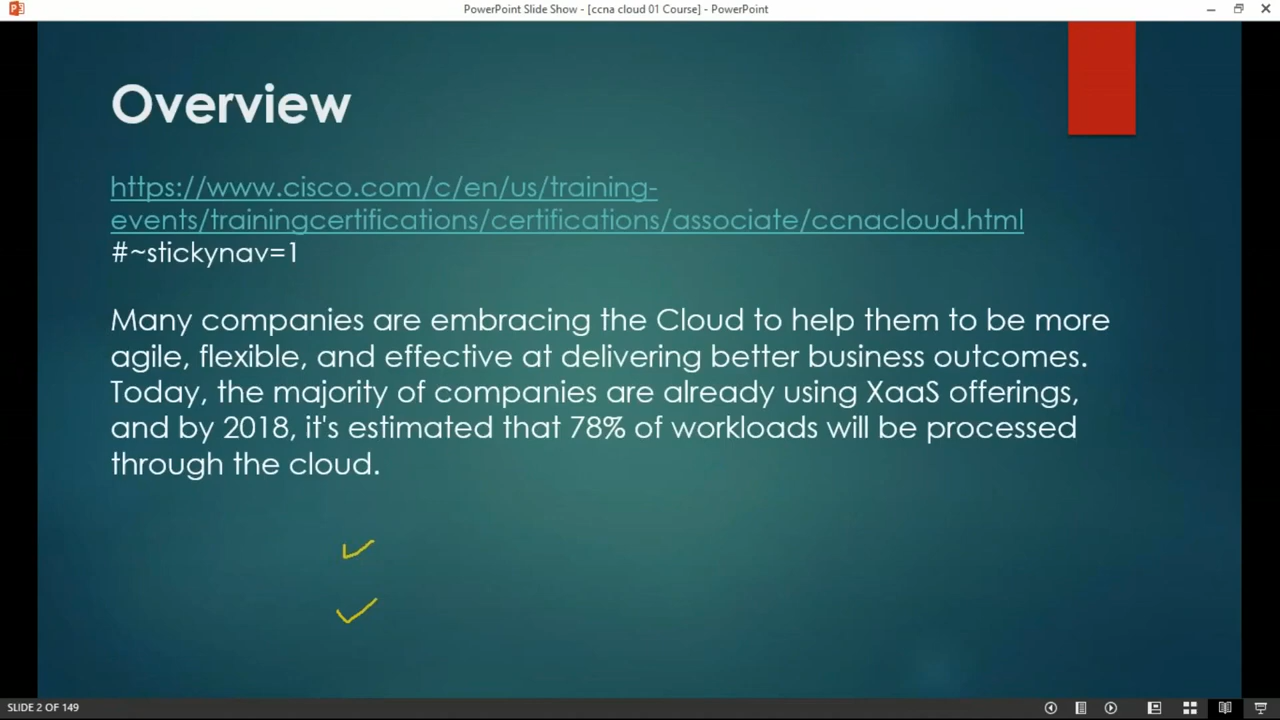 PowerPoint Slide Show - [ccna cloud 01 Course] - PowerPoint
Overview
https://www.cisco.com/c/en/us/training-
events/trainingcertifications/certifications/associate/ccnacloud.html
#~stickynav=1
Many companies are embracing the Cloud to help them to be more
agile, flexible, and effective at delivering better business outcomes.
Today, the majority of companies are already using XaaS offerings,
and by 2018, it's estimated that 78% of workloads will be processed
through the cloud.
SLIDE 2 OF 149